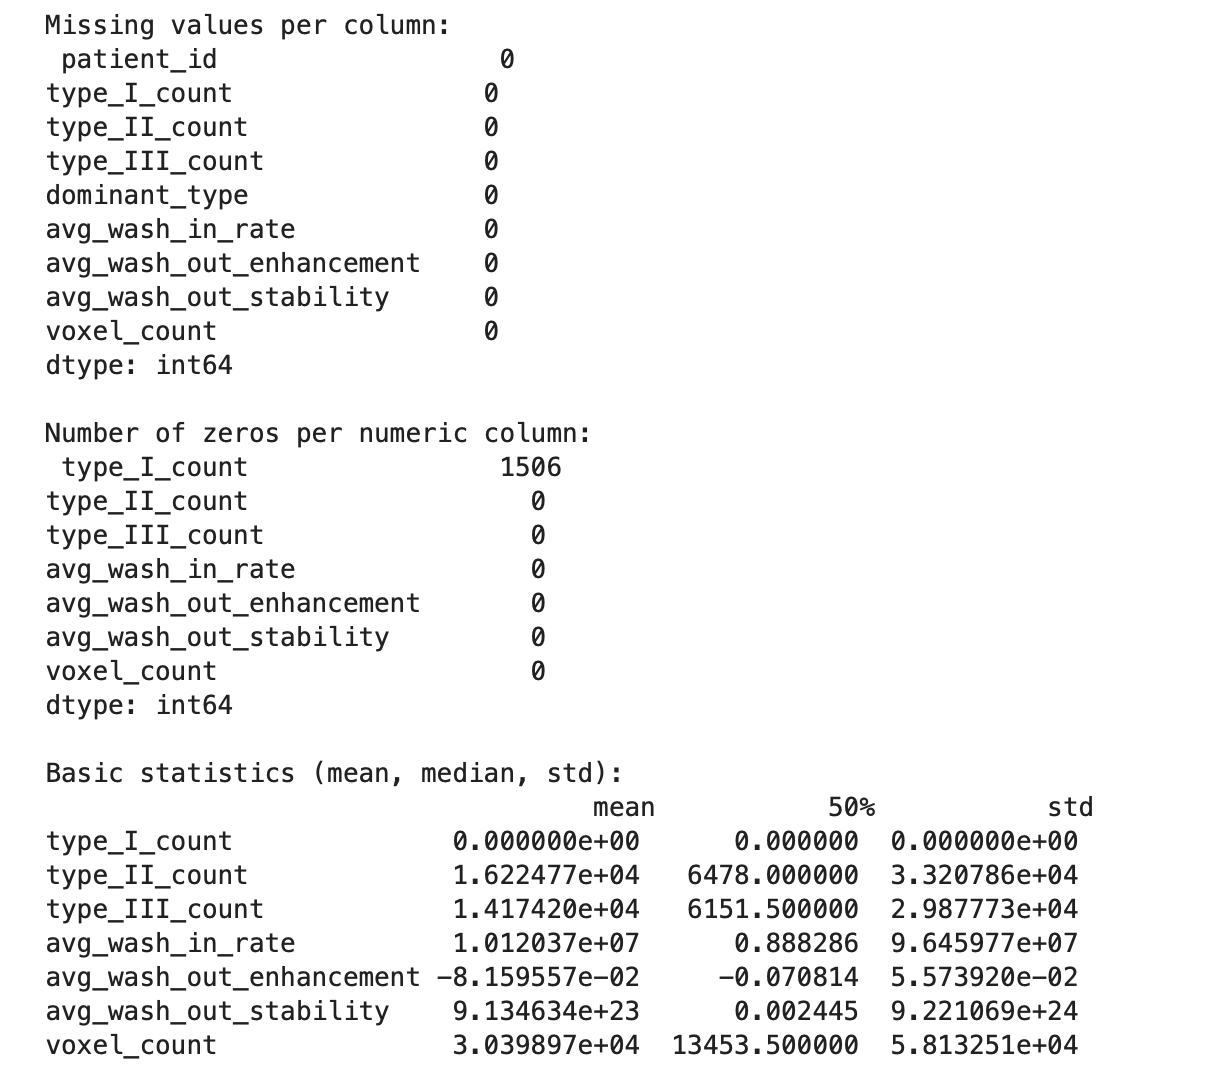 Missing values per column:
 patient_id                  0
type_I_count                0
type_II_count               0
type_III_count              0
dominant_type               0
avg_wash_in_rate            0
avg_wash_out_enhancement    0
avg_wash_out_stability      0
voxel_count                 0
dtype: int64

Number of zeros per numeric column:
 type_I_count                1506
type_II_count                  0
type_III_count                 0
avg_wash_in_rate               0
avg_wash_out_enhancement       0
avg_wash_out_stability         0
voxel_count                    0
dtype: int64

Basic statistics (mean, median, std):
                                   mean           50%           std
type_I_count              0.000000e+00      0.000000  0.000000e+00
type_II_count             1.622477e+04   6478.000000  3.320786e+04
type_III_count            1.417420e+04   6151.500000  2.987773e+04
avg_wash_in_rate          1.012037e+07      0.888286  9.645977e+07
avg_wash_out_enhancement -8.159557e-02     -0.070814  5.573920e-02
avg_wash_out_stability    9.134634e+23      0.002445  9.221069e+24
voxel_count               3.039897e+04  13453.500000  5.813251e+04